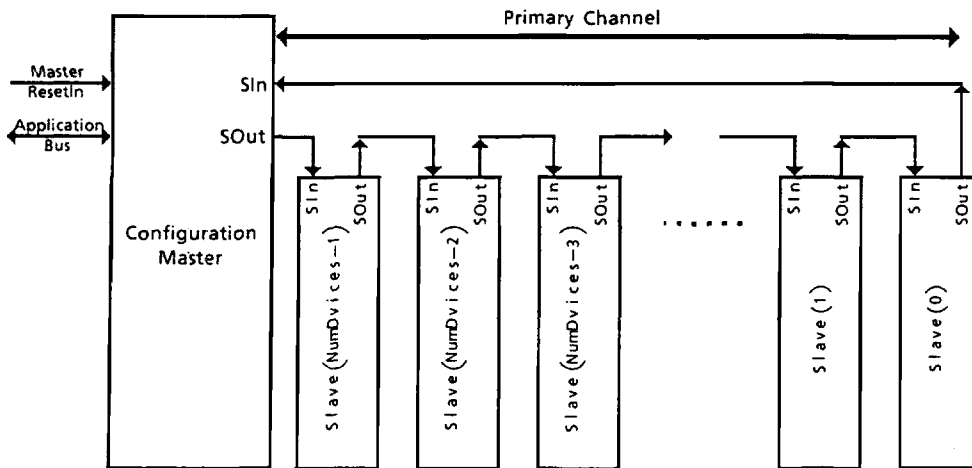 Primary Channel
Master
ResetIn
SIn
Application
Bus
SOut
SIn
SOut
SIn
SOut
SIn
SOut
SIn
SOut
SIn
SOut
Configuration
Master
Slave(NumDvices-1)
Slave(NumDvices-2)
Slave(NumDvices-3)
Slave(1)
Slave(0)